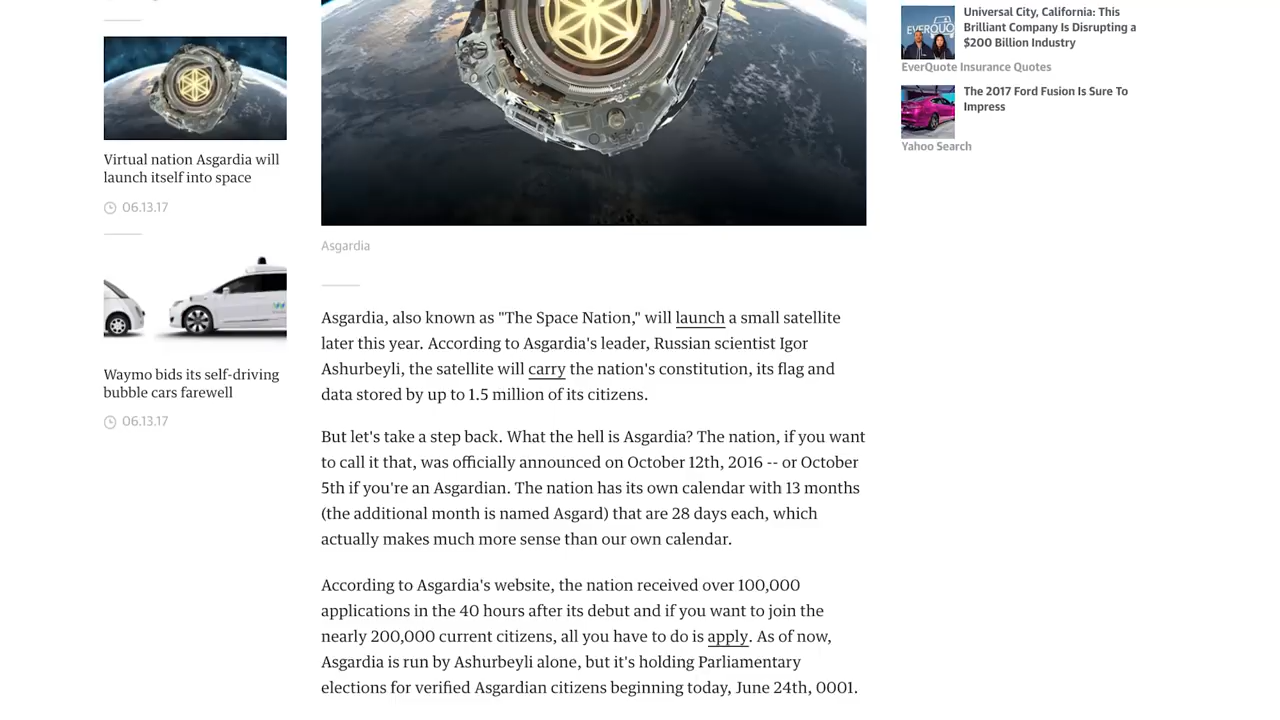 Virtual nation Asgardia will
launch itself into space
06.13.17
Waymo bids its self-driving
bubble cars farewell
06.13.17
Asgardia
Asgardia, also known as "The Space Nation," will launch a small satellite
later this year. According to Asgardia's leader, Russian scientist Igor
Ashurbeyli, the satellite will carry the nation's constitution, its flag and
data stored by up to 1.5 million of its citizens.
But let's take a step back. What the hell is Asgardia? The nation, if you want
to call it that, was officially announced on October 12th, 2016 -- or October
5th if you're an Asgardian. The nation has its own calendar with 13 months
(the additional month is named Asgard) that are 28 days each, which
actually makes much more sense than our own calendar.
According to Asgardia's website, the nation received over 100,000
applications in the 40 hours after its debut and if you want to join the
nearly 200,000 current citizens, all you have to do is apply. As of now,
Asgardia is run by Ashurbeyli alone, but it's holding Parliamentary
elections for verified Asgardian citizens beginning today, June 24th, 0001.
EVERQUO
Universal City, California: This
Brilliant Company Is Disrupting a
$200 Billion Industry
EverQuote Insurance Quotes
The 2017 Ford Fusion Is Sure To
Impress
Yahoo Search